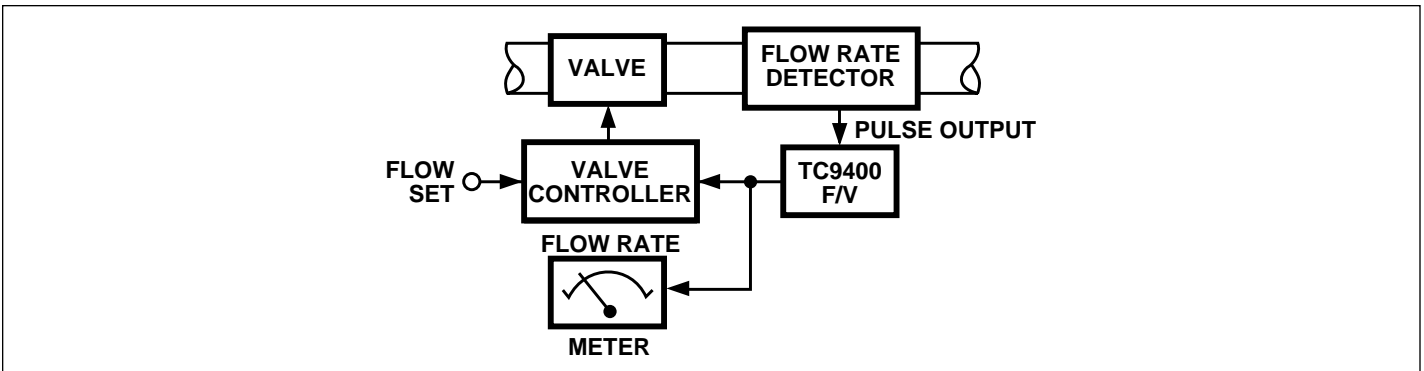 VALVE
FLOW RATE
DETECTOR
PULSE OUTPUT
FLOW
SET
VALVE
CONTROLLER
TC9400
F/V
FLOW RATE
METER